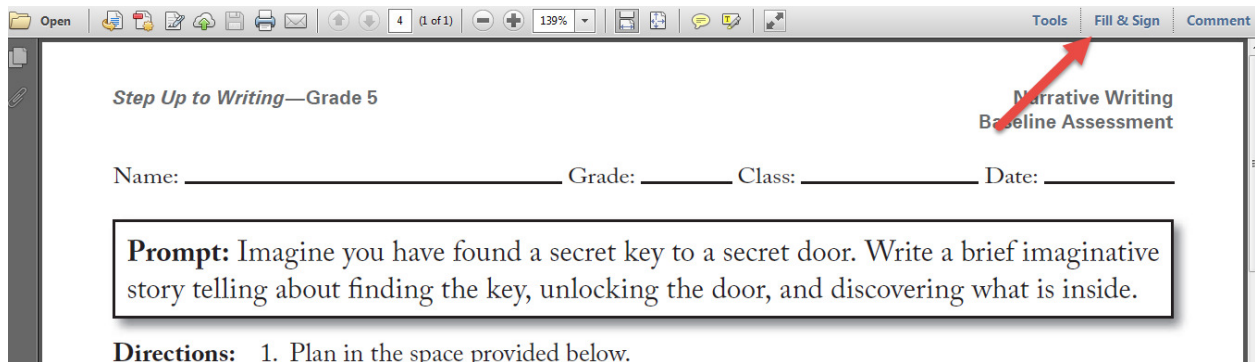 Open 4 (1 of 1) 139% Tools Fill & Sign Comment
Step Up to Writing—Grade 5
Narrative Writing
Baseline Assessment
Name: Grade: Class: Date:
Prompt: Imagine you have found a secret key to a secret door. Write a brief imaginative
story telling about finding the key, unlocking the door, and discovering what is inside.
Directions: 1. Plan in the space provided below.